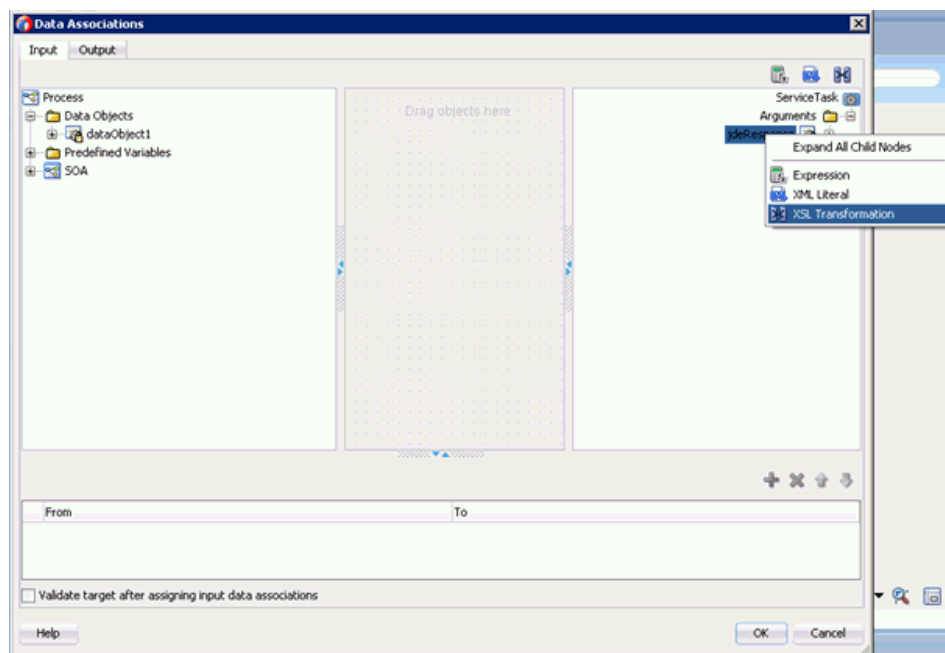 Data Associations
Input Output
Process
Data Objects
dataObject1
Predefined Variables
SOA
Drag objects here
ServiceTask
Arguments
jdeResponse
Expand All Child Nodes
Expression
XML Literal
XSL Transformation
From To
Validate target after assigning input data associations
Help OK Cancel